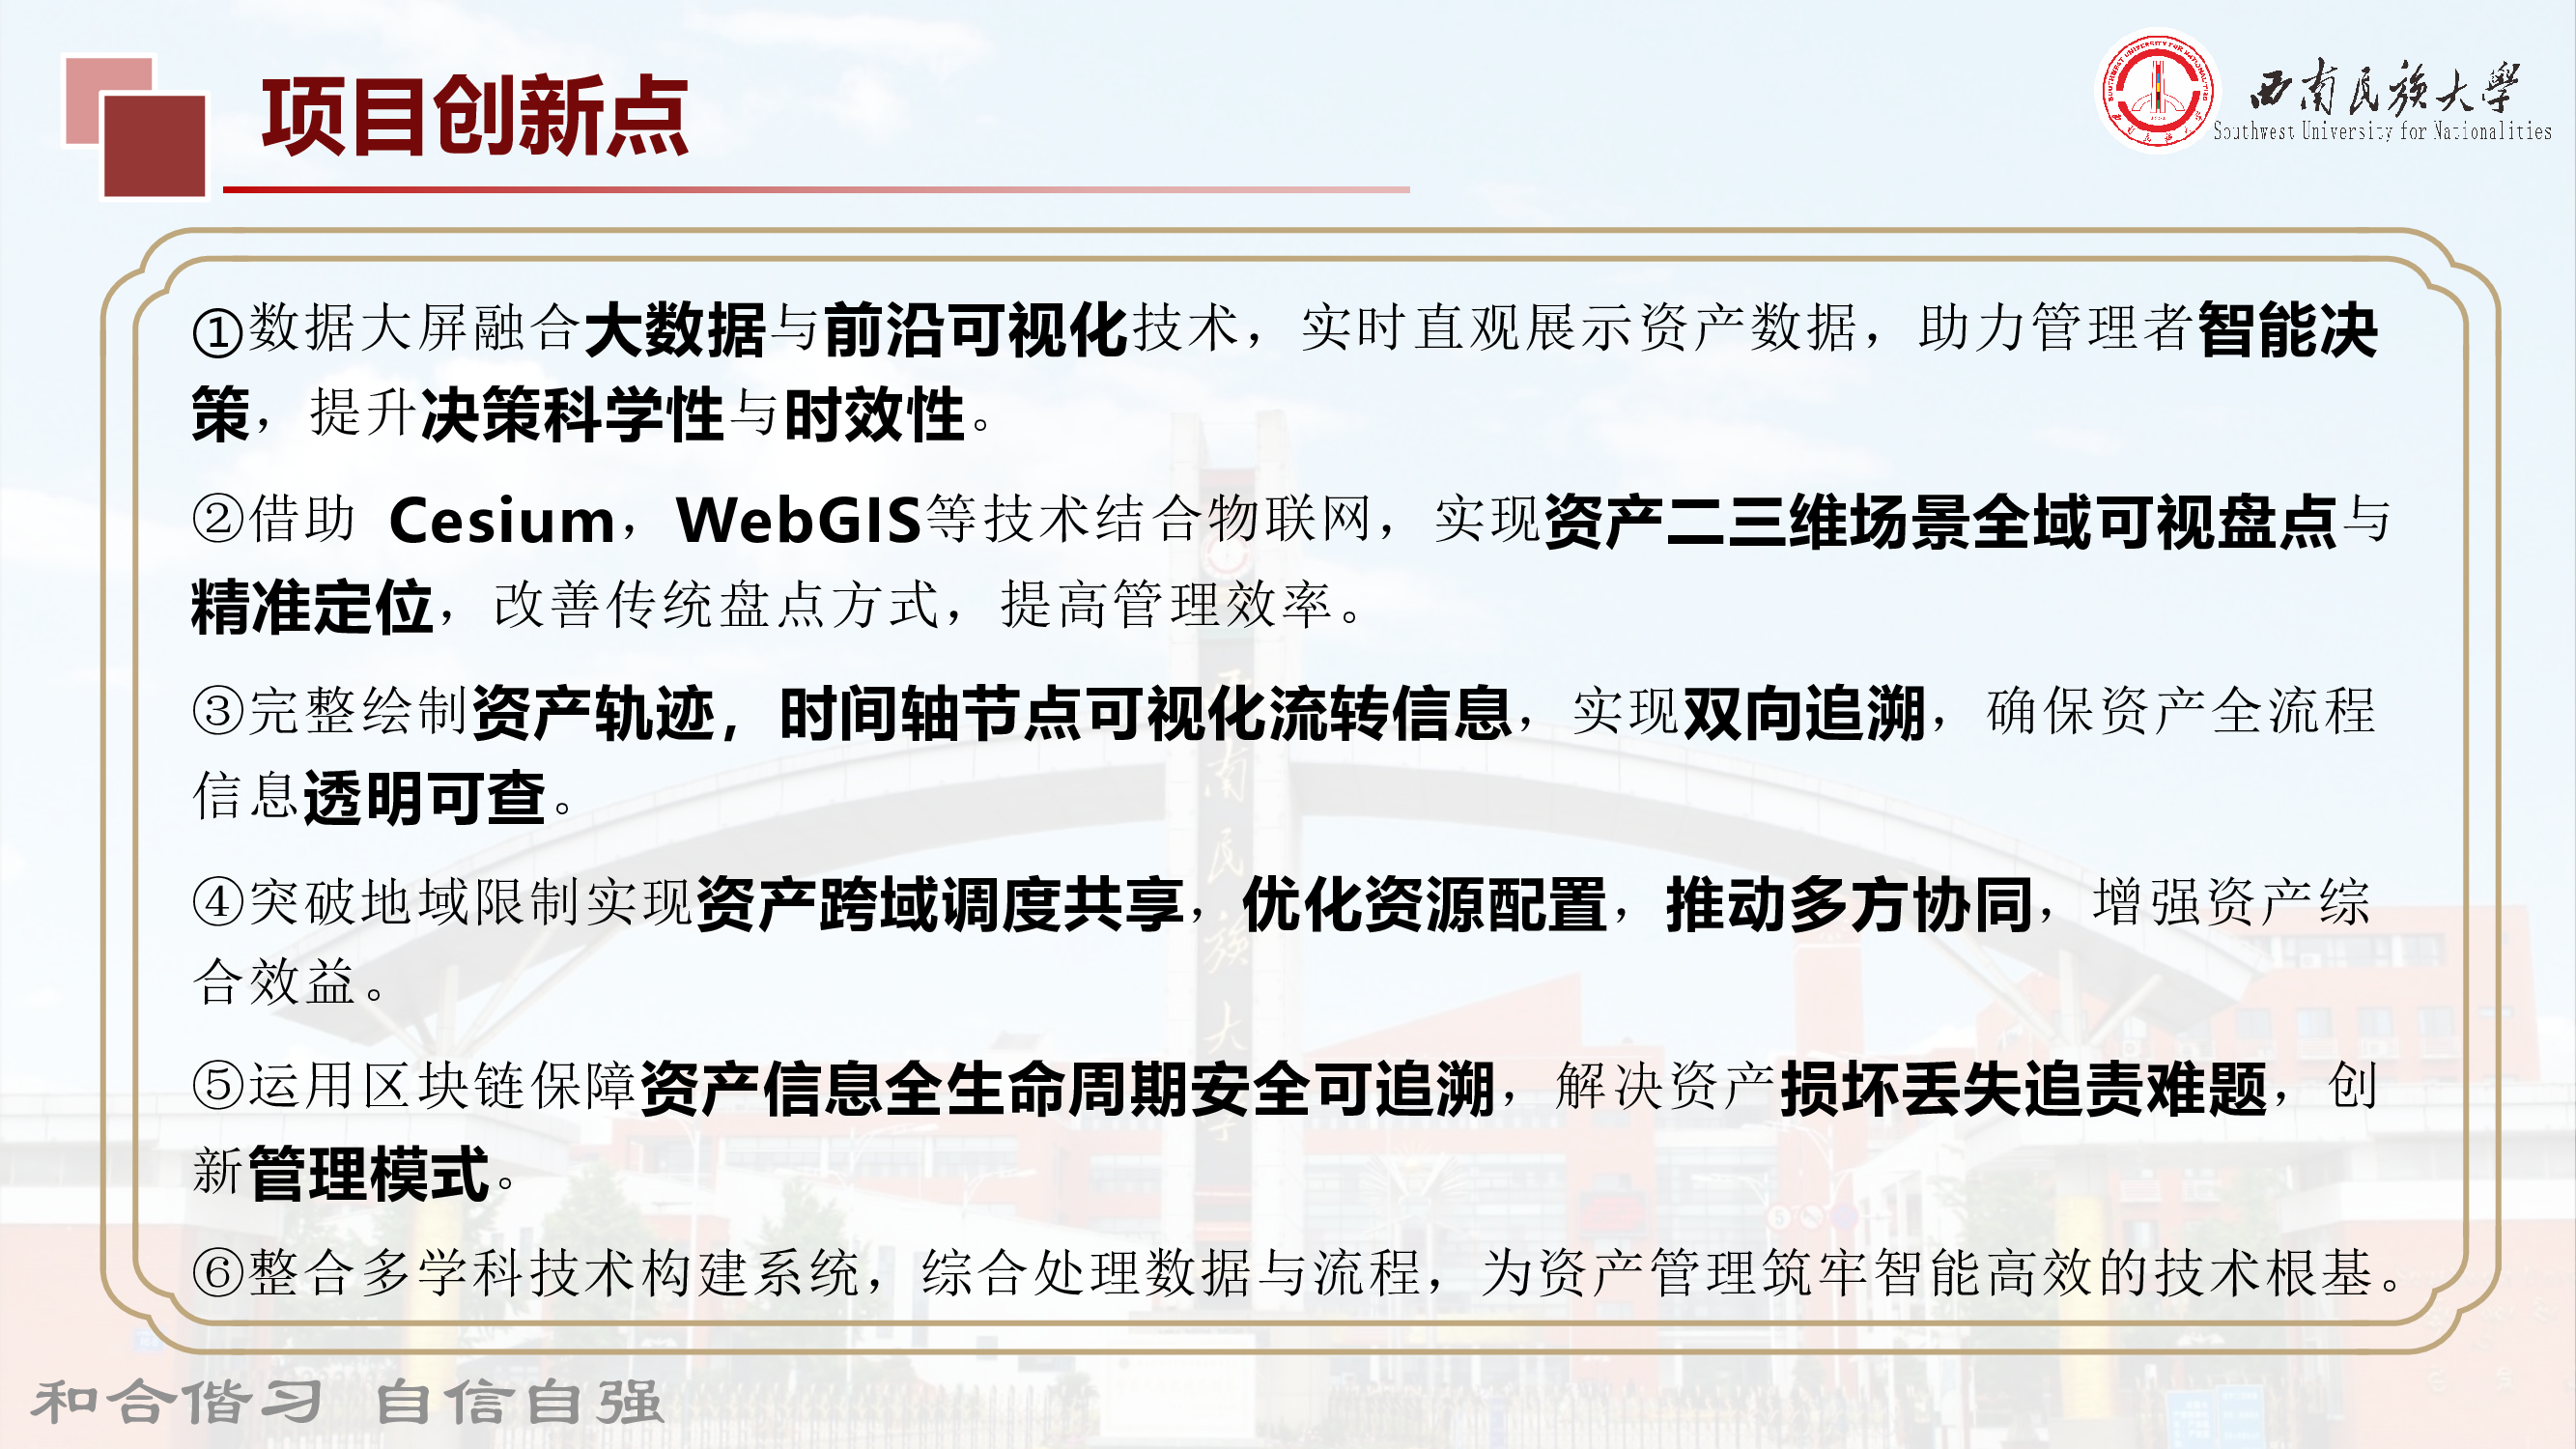 项目创新点
西南民族大学
Southwest University for Nationalities
①数据大屏融合大数据与前沿可视化技术，实时直观展示资产数据，助力管理者智能决
策，提升决策科学性与时效性。
②借助 Cesium，WebGIS等技术结合物联网，实现资产二三维场景全域可视盘点与
精准定位，改善传统盘点方式，提高管理效率。
③完整绘制资产轨迹，时间轴节点可视化流转信息，实现双向追溯，确保资产全流程
信息透明可查。
④突破地域限制实现资产跨域调度共享，优化资源配置，推动多方协同，增强资产综
合效益。
⑤运用区块链保障资产信息全生命周期安全可追溯，解决资产损坏丢失追责难题，创
新管理模式。
⑥整合多学科技术构建系统，综合处理数据与流程，为资产管理筑牢智能高效的技术根基。
和合偕习 自信自强